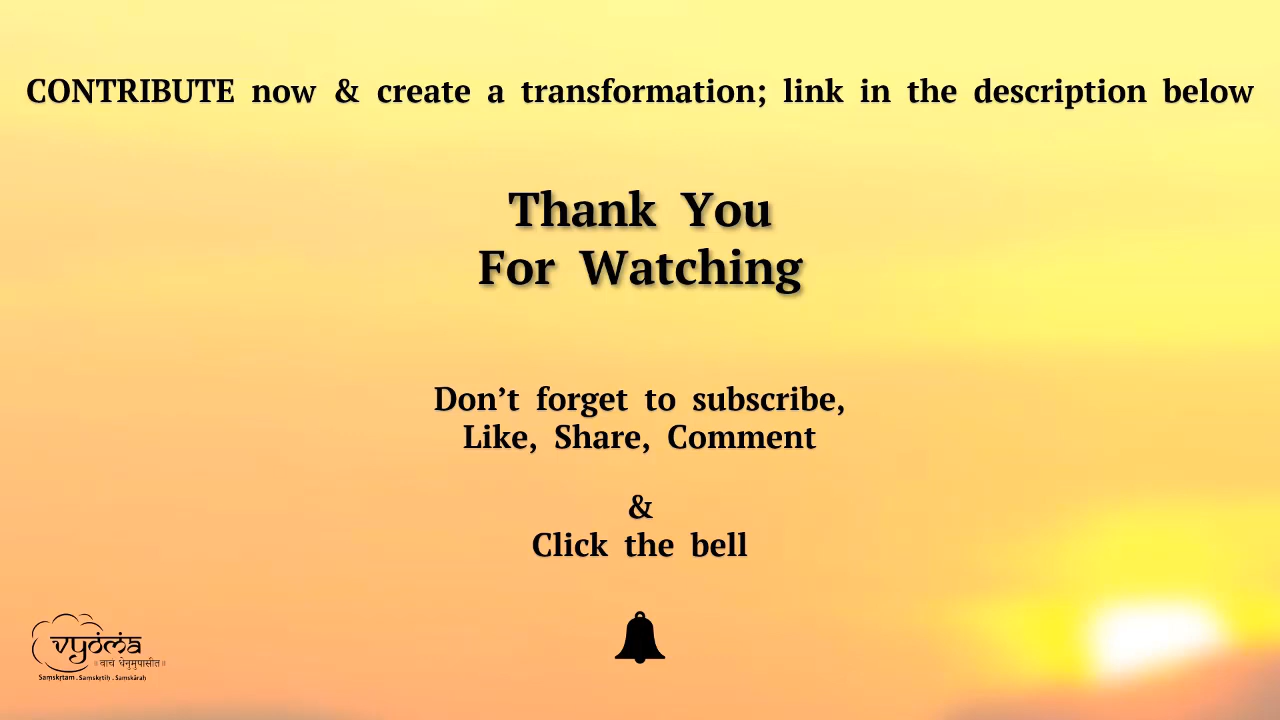 CONTRIBUTE now & create a transformation; link in the description below
Thank You
For Watching
Don’t forget to subscribe,
Like, Share, Comment
&
Click the bell
vyoma
॥ वाचं धेनुमुपासीत॥
Saṃskṛtam . Saṃskṛtiḥ . Saṃskāraḥ